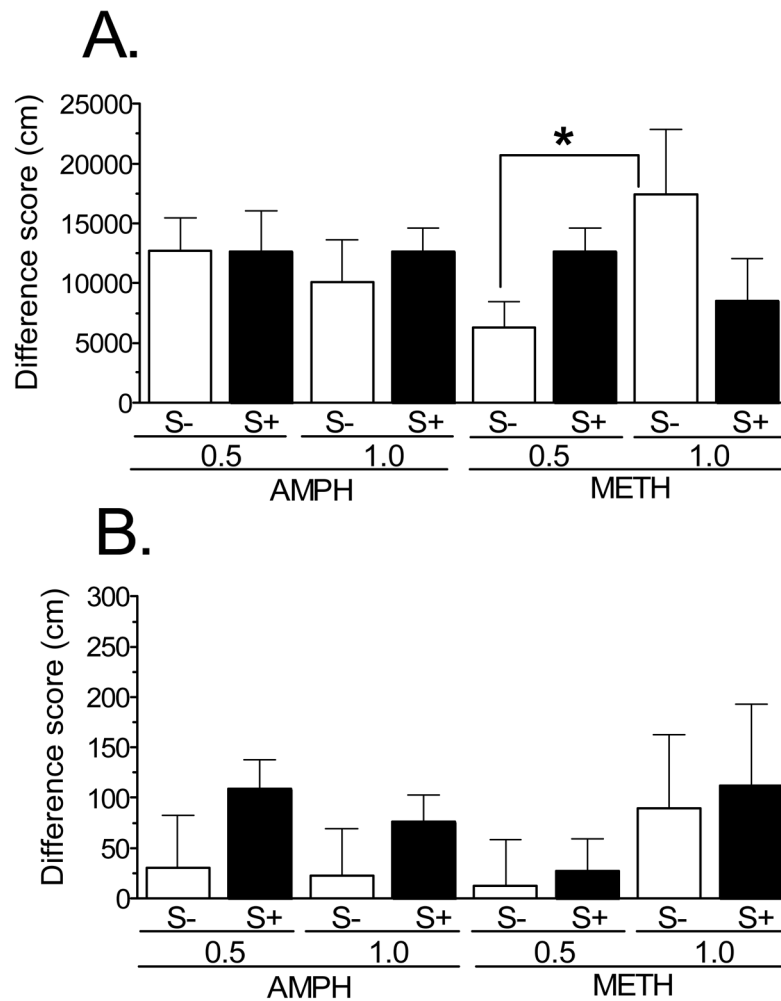 A.
Difference score (cm)
25000
20000
15000
10000
5000
0
*
S- S+ S- S+ S- S+ S- S+
0.5 1.0 0.5 1.0
AMPH METH
B.
Difference score (cm)
300
250
200
150
100
50
0
S- S+ S- S+ S- S+ S- S+
0.5 1.0 0.5 1.0
AMPH METH